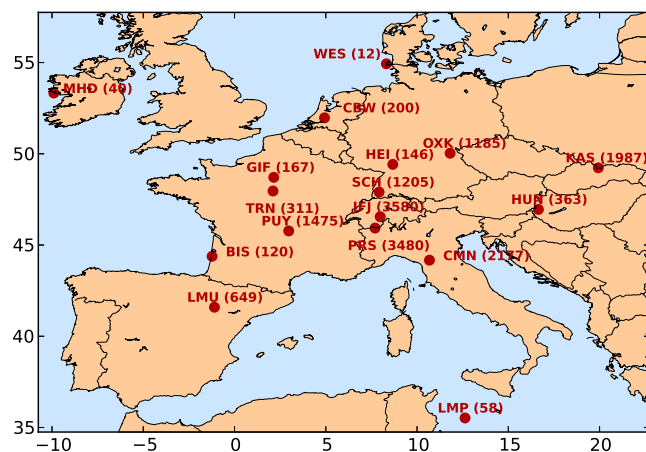 55
WES (12)
MHD (40)
CBW (200)
50
OXK (1185)
HEI (146)
KAS (1987)
GIF (167)
SCH (1205)
HUN (363)
TRN (311)
JFJ (3580)
PUY (1475)
45
BIS (120)
PRS (3480)
CMN (2177)
LMU (649)
40
LMP (58)
35
−10 −5 0 5 10 15 20